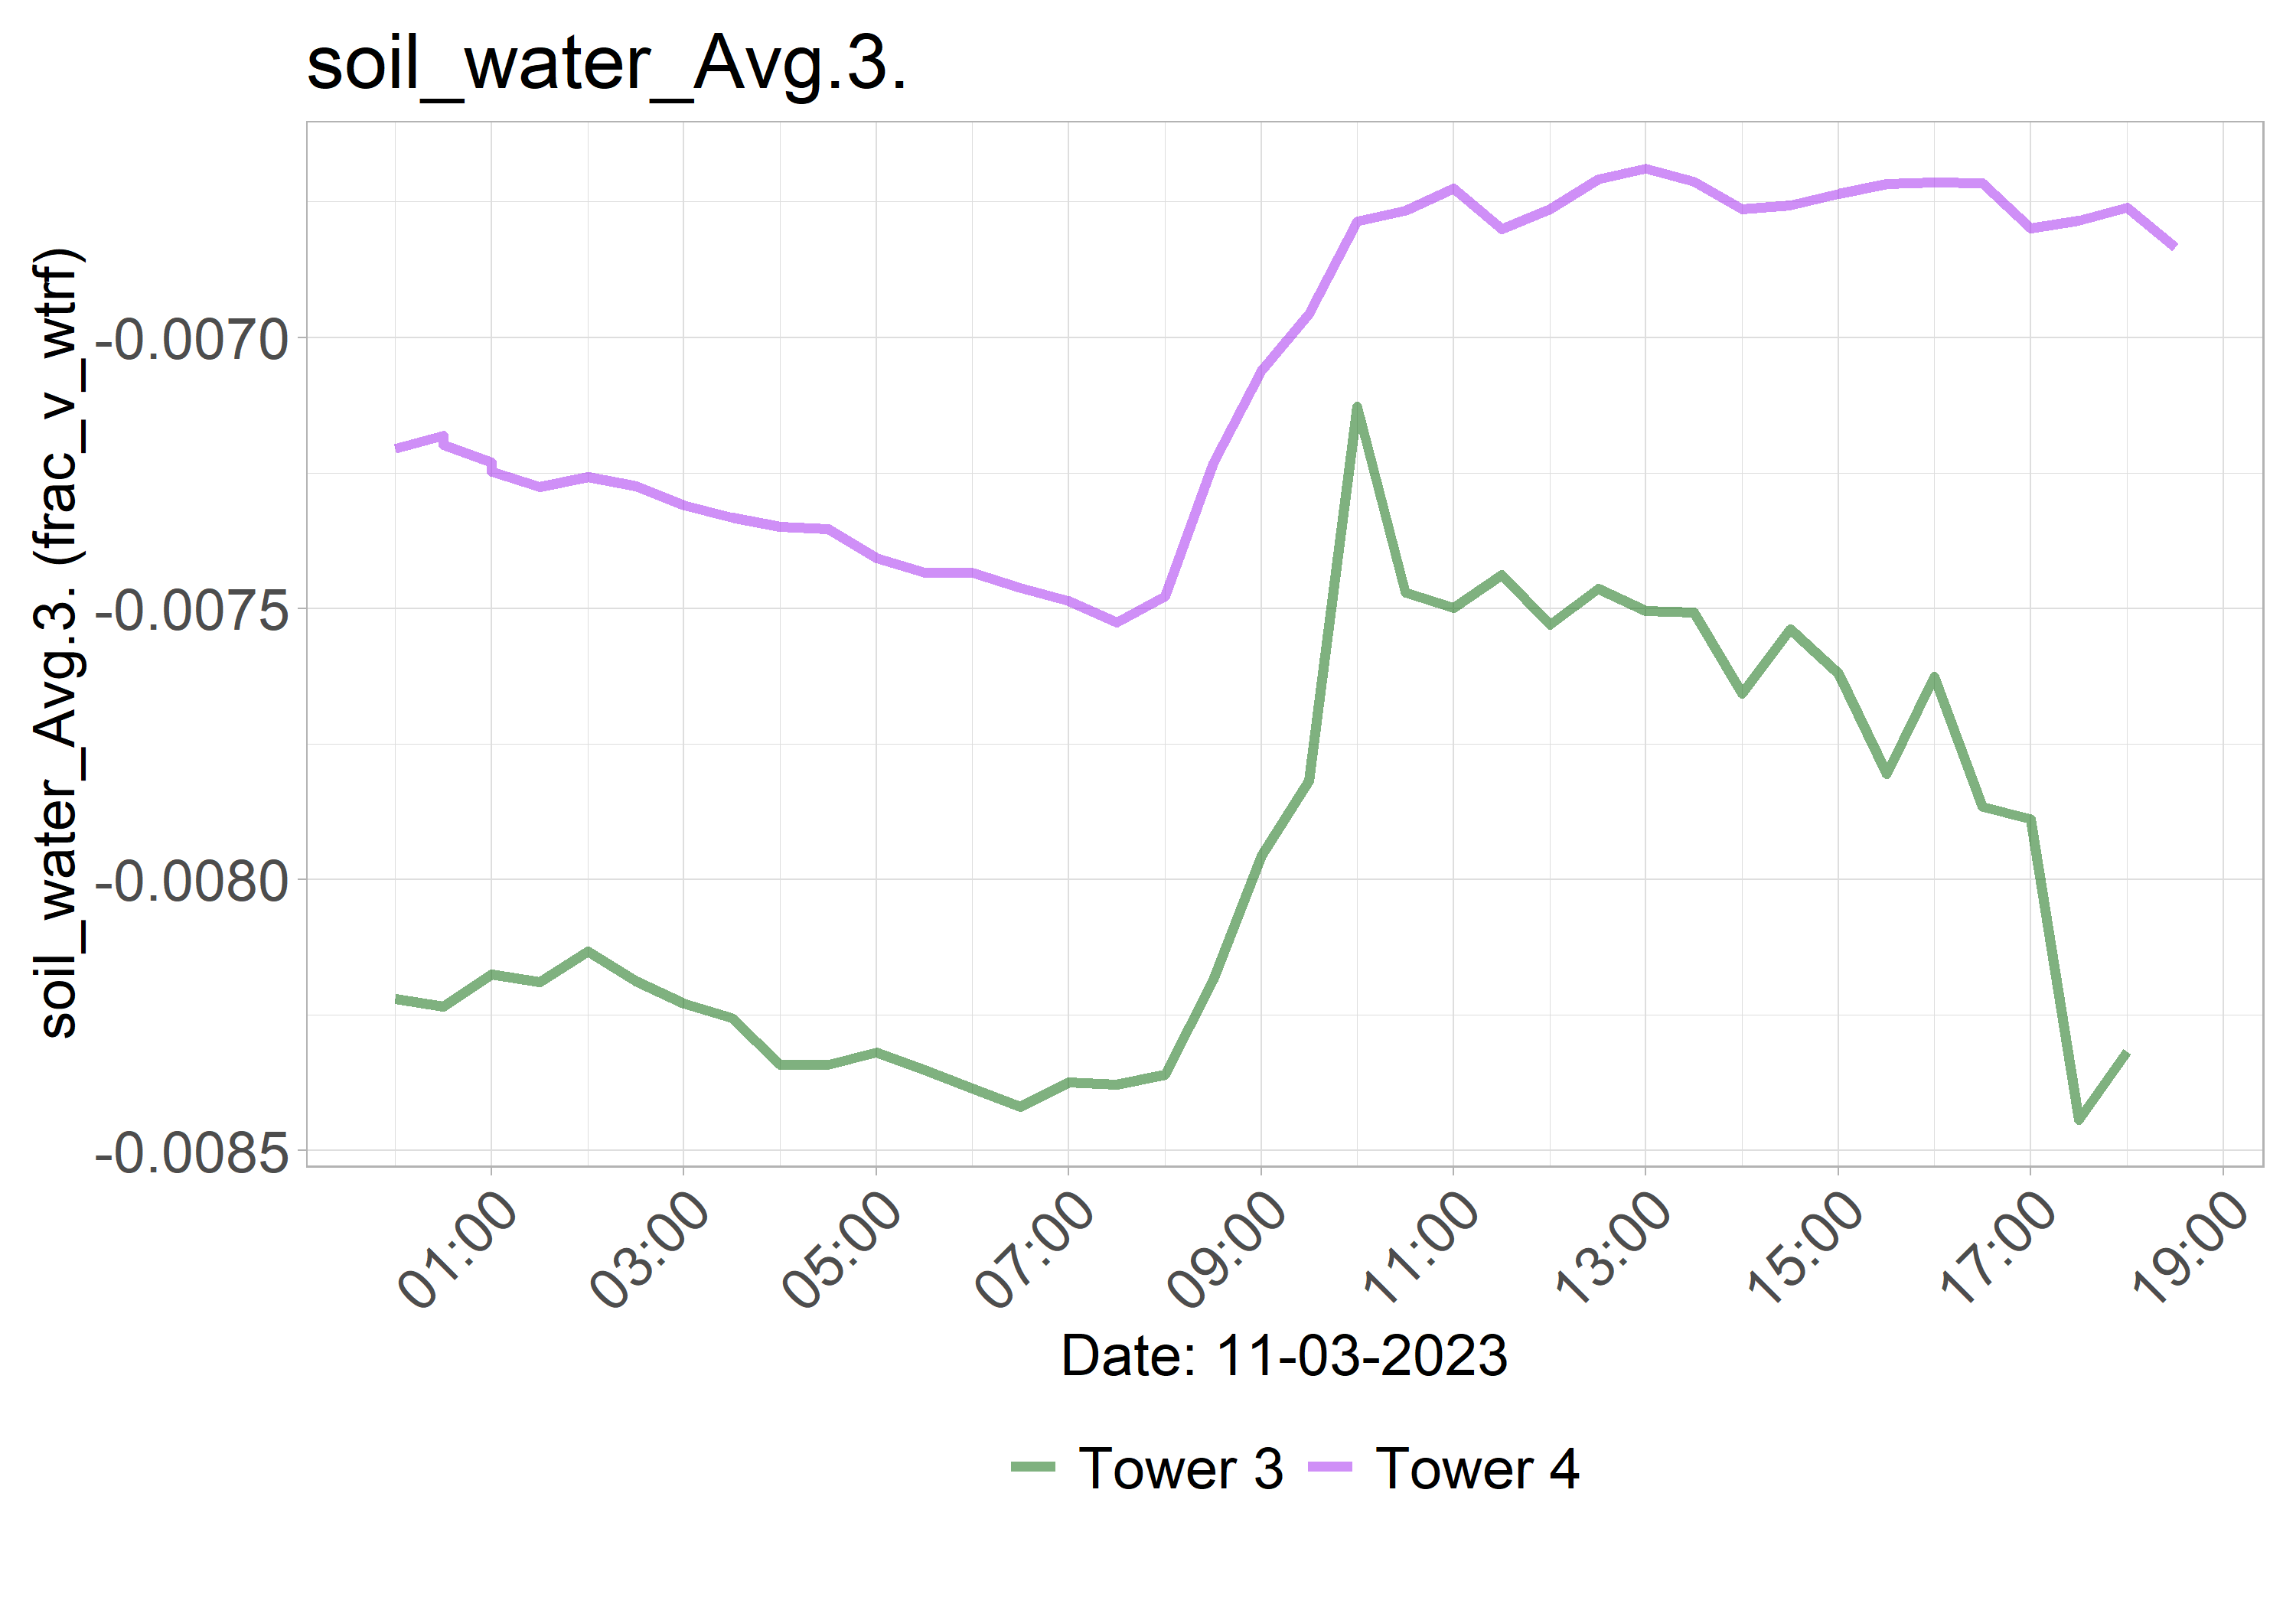 soil_water_Avg.3.
soil_water_Avg.3. (frac_v_wtrf)
-0.0070
-0.0075
-0.0080
-0.0085
01:00
03:00
05:00
07:00
09:00
11:00
13:00
15:00
17:00
19:00
Date: 11-03-2023
Tower 3
Tower 4